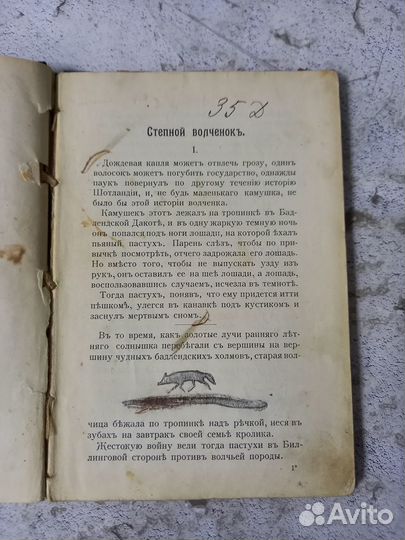 35 Д
Степной волченокъ.
I.
Дождевая капля можетъ отвлечь грозу, одинъ
волосокъ можетъ погубить государство, однажды
паукъ повернулъ по другому теченію исторію
Шотландіи, и, не будь маленькаго камушка, не
было бы этой исторіи волченка.
Камушекъ этотъ лежалъ на тропинкѣ въ Бад-
лендской Дакотѣ, и въ одну жаркую темную ночь
онъ попался подъ ноги лошади, на которой ѣхалъ
пьяный, пастухъ. Парень слѣзъ, чтобы по при-
вычкѣ посмотрѣть, отчего задрожала его лошадь.
Но вмѣсто того, чтобы не выпускать узду изъ
рукъ, онъ оставилъ ее на шеѣ лошади, а лошадь,
воспользовавшись случаемъ, исчезла въ темнотѣ.
Тогда пастухъ, понявъ, что ему придется итти
пѣшкомъ, улегся въ канавкѣ подъ кустикомъ и
заснулъ мертвымъ сномъ.
Въ то время, какъ золотые лучи ранняго лѣт-
няго солнышка перебѣгали съ вершины на вер-
шину чудныхъ бадлендскихъ холмовъ, старая вол-
чица бѣжала по тропинкѣ надъ рѣчкой, неся въ
зубахъ на завтракъ своей семьѣ кролика.
Жестокую войну вели тогда пастухи въ Бил-
линговой сторонѣ противъ волчьей породы.
1*
Avito